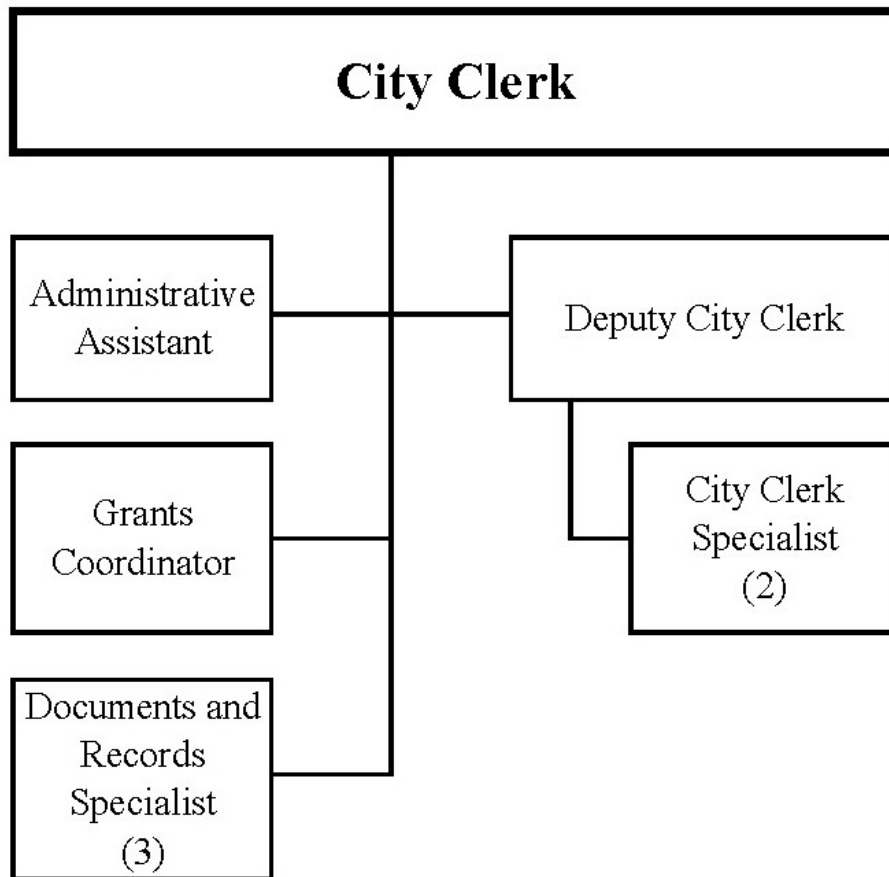 City Clerk
Administrative
Assistant
Deputy City Clerk
Grants
Coordinator
City Clerk
Specialist
(2)
Documents and
Records
Specialist
(3)